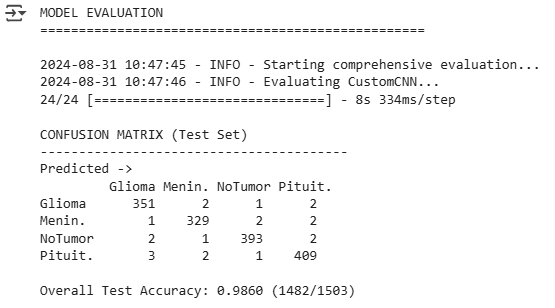 MODEL EVALUATION
==================================================
2024-08-31 10:47:45 - INFO - Starting comprehensive evaluation...
2024-08-31 10:47:46 - INFO - Evaluating CustomCNN...
24/24 [==============================] - 8s 334ms/step
CONFUSION MATRIX (Test Set)
----------------------------------------
Predicted ->
Glioma Menin. NoTumor Pituit.
Glioma 351 2 1 2
Menin. 1 329 2 2
NoTumor 2 1 393 2
Pituit. 3 2 1 409
Overall Test Accuracy: 0.9860 (1482/1503)